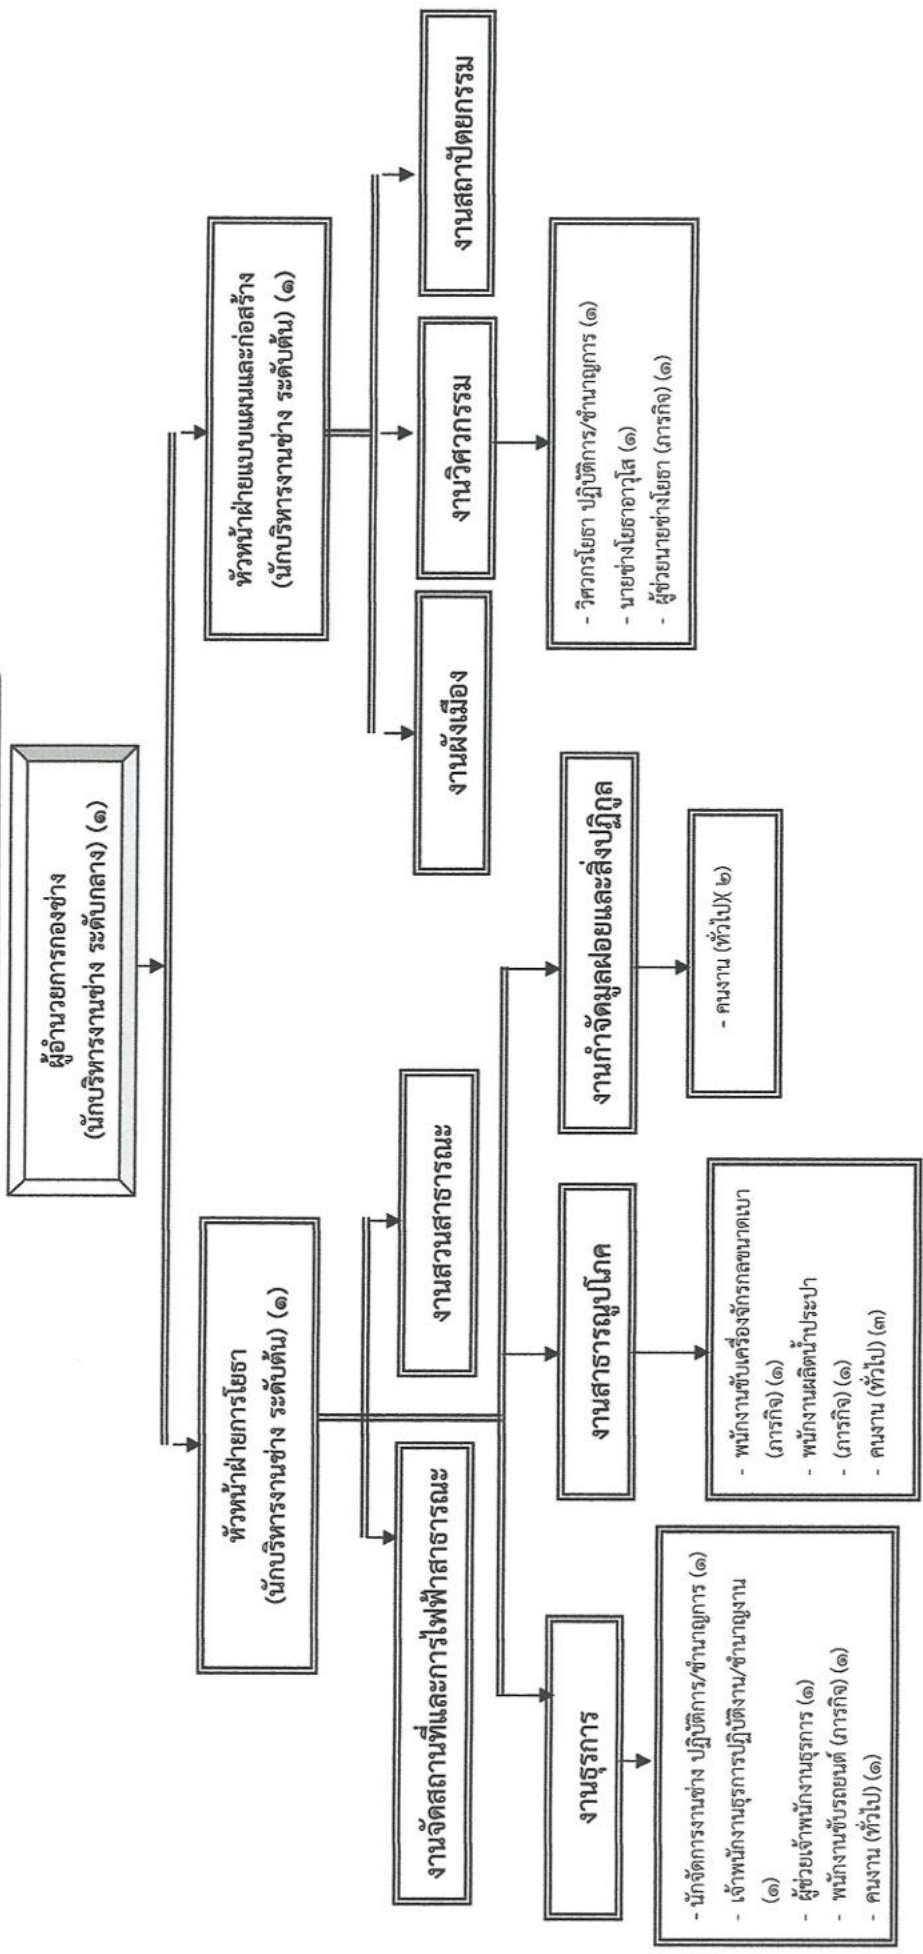 ผู้อำนวยการกองช่าง
(นักบริหารงานช่าง ระดับกลาง) (๑)
หัวหน้าฝ่ายการโยธา
(นักบริหารงานช่าง ระดับต้น) (๑)
หัวหน้าฝ่ายแบบแผนและก่อสร้าง
(นักบริหารงานช่าง ระดับต้น) (๑)
งานจัดสถานที่และการไฟฟ้าสาธารณะ
งานสวนสาธารณะ
งานผังเมือง
งานวิศวกรรม
งานสถาปัตยกรรม
งานธุรการ
งานสาธารณูปโภค
งานกำจัดมูลฝอยและสิ่งปฏิกูล
- วิศวกรโยธา ปฏิบัติการ/ชำนาญการ (๑)
- นายช่างโยธาอาวุโส (๑)
- ผู้ช่วยนายช่างโยธา (ภารกิจ) (๑)
- นักจัดการงานช่าง ปฏิบัติการ/ชำนาญการ (๑)
- เจ้าพนักงานธุรการปฏิบัติงาน/ชำนาญงาน
(๑)
- ผู้ช่วยเจ้าพนักงานธุรการ (๑)
- พนักงานขับรถยนต์ (ภารกิจ) (๑)
- คนงาน (ทั่วไป) (๑)
- พนักงานขับเครื่องจักรกลขนาดเบา
(ภารกิจ) (๑)
- พนักงานผลิตน้ำประปา
- (ภารกิจ) (๑)
- คนงาน (ทั่วไป) (๓)
- คนงาน (ทั่วไป)( ๒)